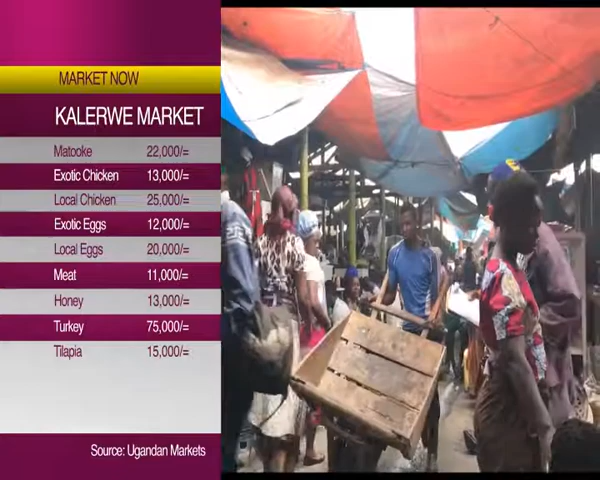 MARKET NOW
KALERWE MARKET
Matooke 22,000/=
Exotic Chicken 13,000/=
Local Chicken 25,000/=
Exotic Eggs 12,000/=
Local Eggs 20,000/=
Meat 11,000/=
Honey 13,000/=
Turkey 75,000/=
Tilapia 15,000/=
Source: Ugandan Markets